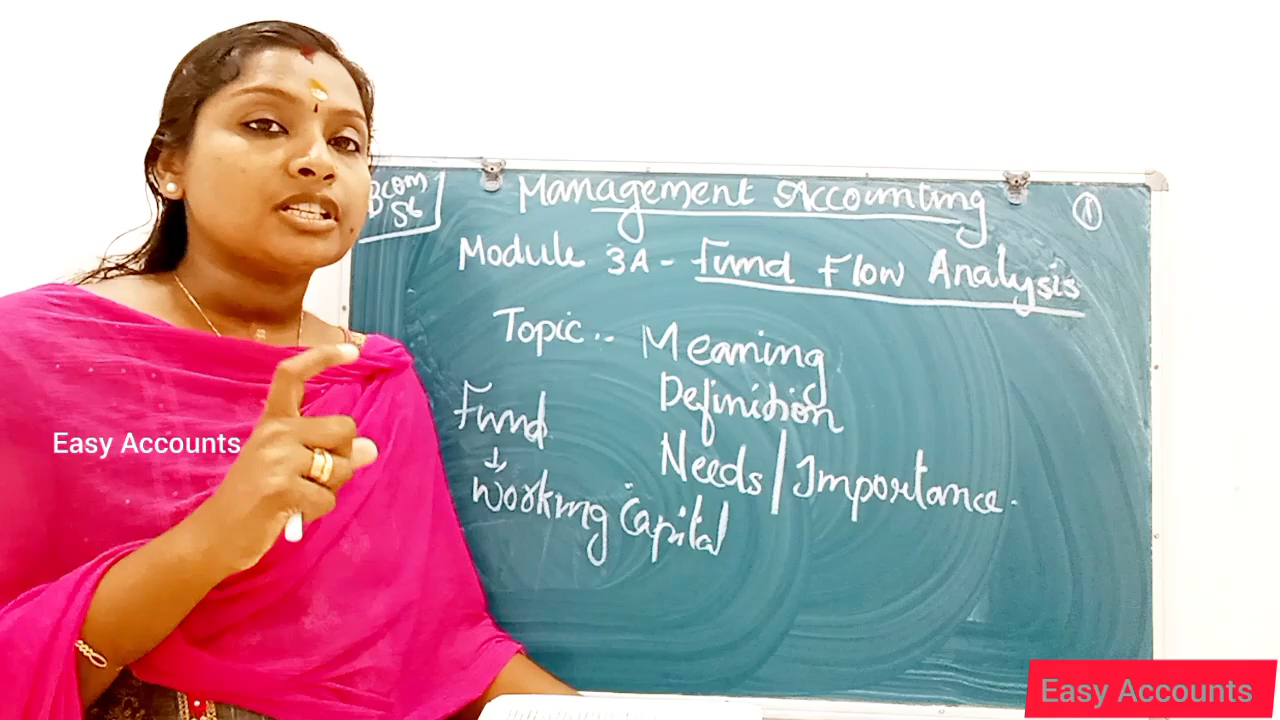 Bcom
S6
Management Accounting
1
Module 3A - Fund Flow Analysis
Topic :- Meaning
Definition
Needs / Importance.
Fund
↓
Working Capital
Easy Accounts
Easy Accounts